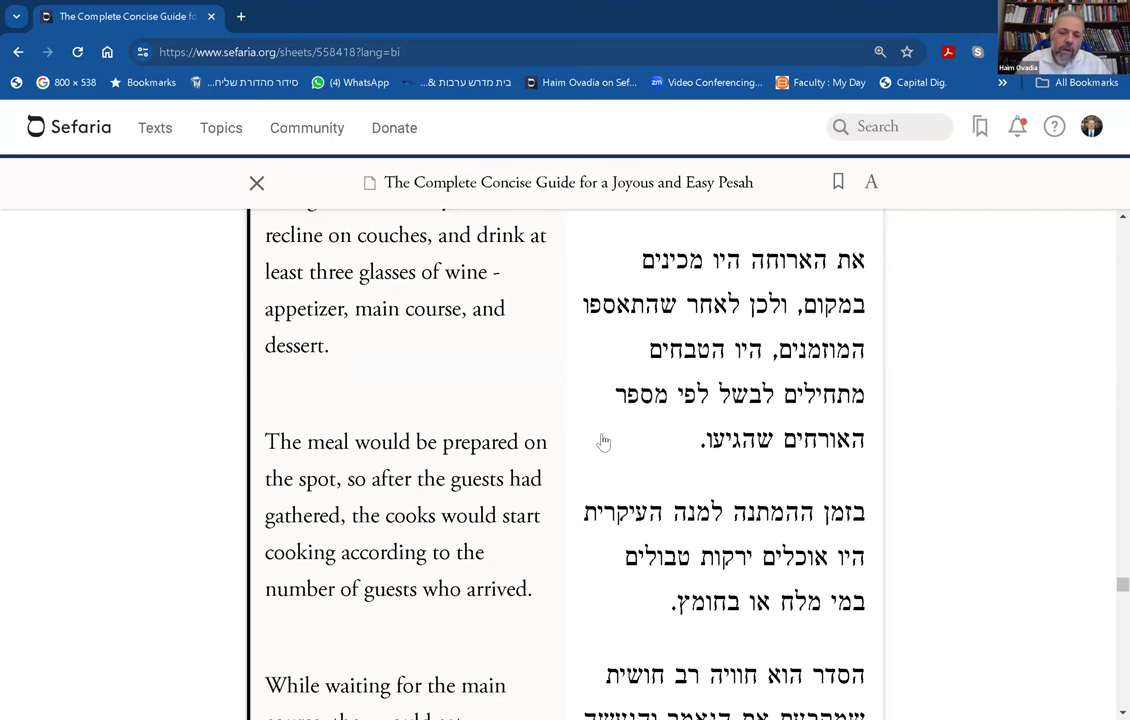 The Complete Concise Guide fo
https://www.sefaria.org/sheets/558418?lang=bi
Haim Ovadia
800 × 538
Bookmarks
סידור מהדורת שליח...
(4) WhatsApp
בית מדרש ערבות &...
Haim Ovadia on Sef...
Video Conferencing...
Faculty : My Day
Capital Dig.
»
All Bookmarks
Sefaria
Texts
Topics
Community
Donate
Search
The Complete Concise Guide for a Joyous and Easy Pesah
A
recline on couches, and drink at
least three glasses of wine -
appetizer, main course, and
dessert.
The meal would be prepared on
the spot, so after the guests had
gathered, the cooks would start
cooking according to the
number of guests who arrived.
While waiting for the main
את הארוחה היו מכינים
במקום, ולכן לאחר שהתאספו
המוזמנים, היו הטבחים
מתחילים לבשל לפי מספר
האורחים שהגיעו.
בזמן ההמתנה למנה העיקרית
היו אוכלים ירקות טבולים
במי מלח או בחומץ.
הסדר הוא חוויה רב חושית